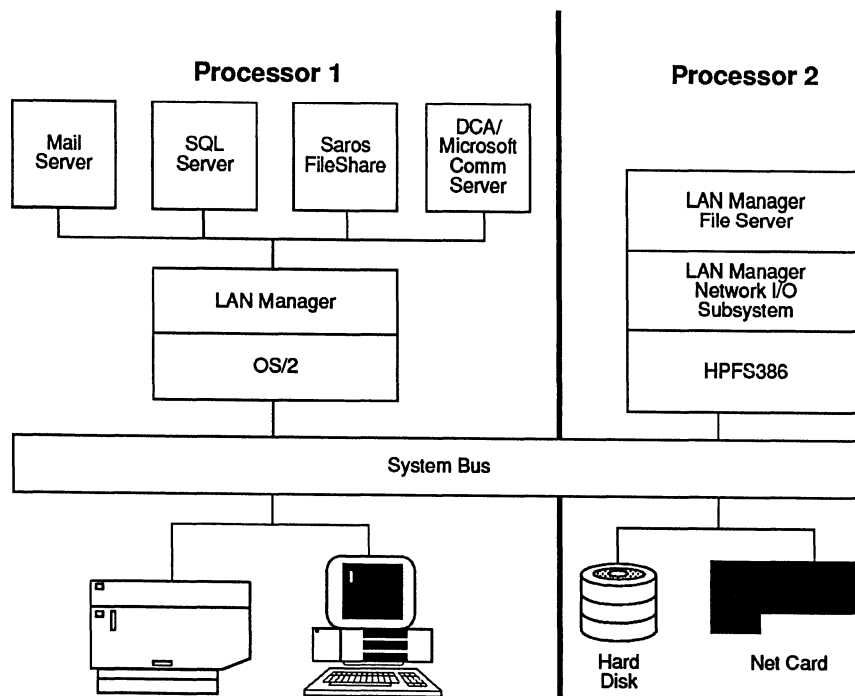 Processor 1
Mail
Server
SQL
Server
Saros
FileShare
DCA/
Microsoft
Comm
Server
LAN Manager
OS/2
Processor 2
LAN Manager
File Server
LAN Manager
Network I/O
Subsystem
HPFS386
System Bus
Hard
Disk
Net Card